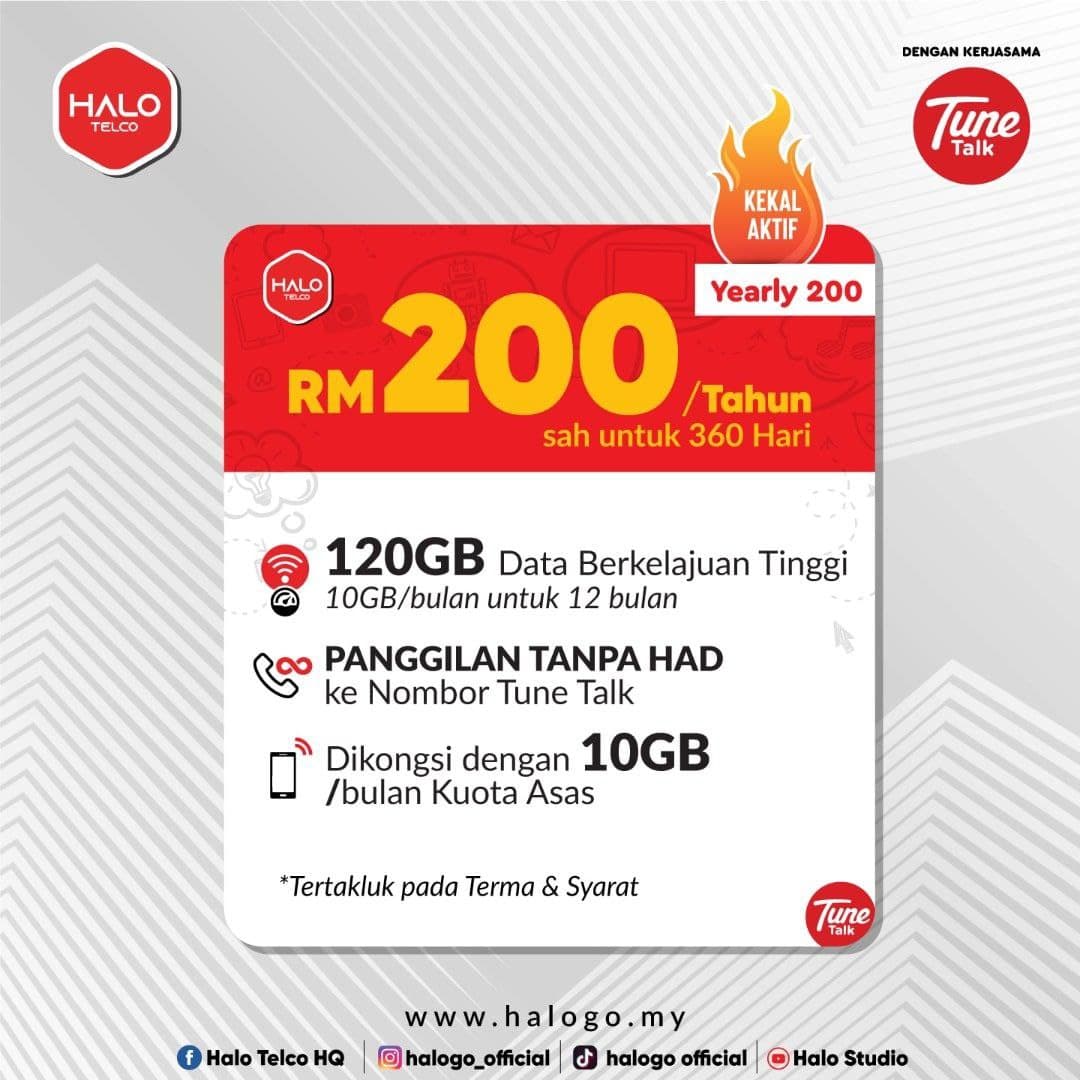 HALO
TELCO
DENGAN KERJASAMA
Tune
Talk
KEKAL
AKTIF
HALO
TELCO
Yearly 200
RM200/Tahun
sah untuk 360 Hari
120GB Data Berkelajuan Tinggi
10GB/bulan untuk 12 bulan
PANGGILAN TANPA HAD
ke Nombor Tune Talk
Dikongsi dengan 10GB
/bulan Kuota Asas
*Tertakluk pada Terma & Syarat
Tune
Talk
www.halogo.my
Halo Telco HQ | halogo_official | halogo official | Halo Studio